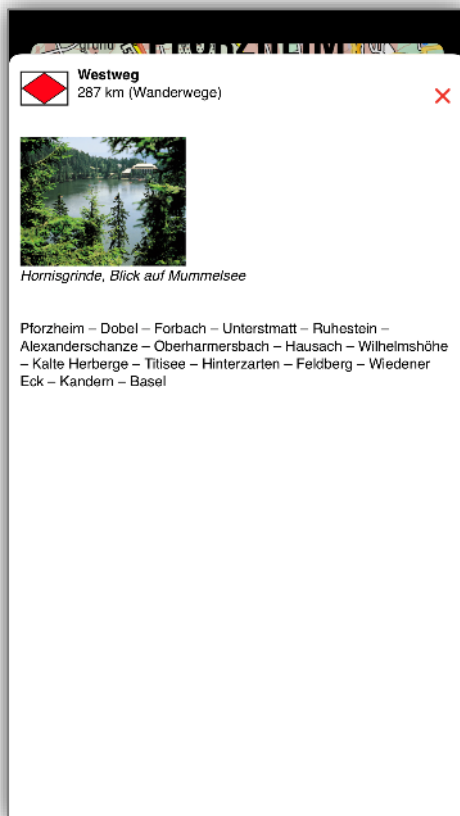 PFORZHEIM
Westweg
287 km (Wanderwege)
Hornisgrinde, Blick auf Mummelsee
Pforzheim – Dobel – Forbach – Unterstmatt – Ruhestein –
Alexanderschanze – Oberharmersbach – Hausach – Wilhelmshöhe
– Kalte Herberge – Titisee – Hinterzarten – Feldberg – Wiedener
Eck – Kandern – Basel